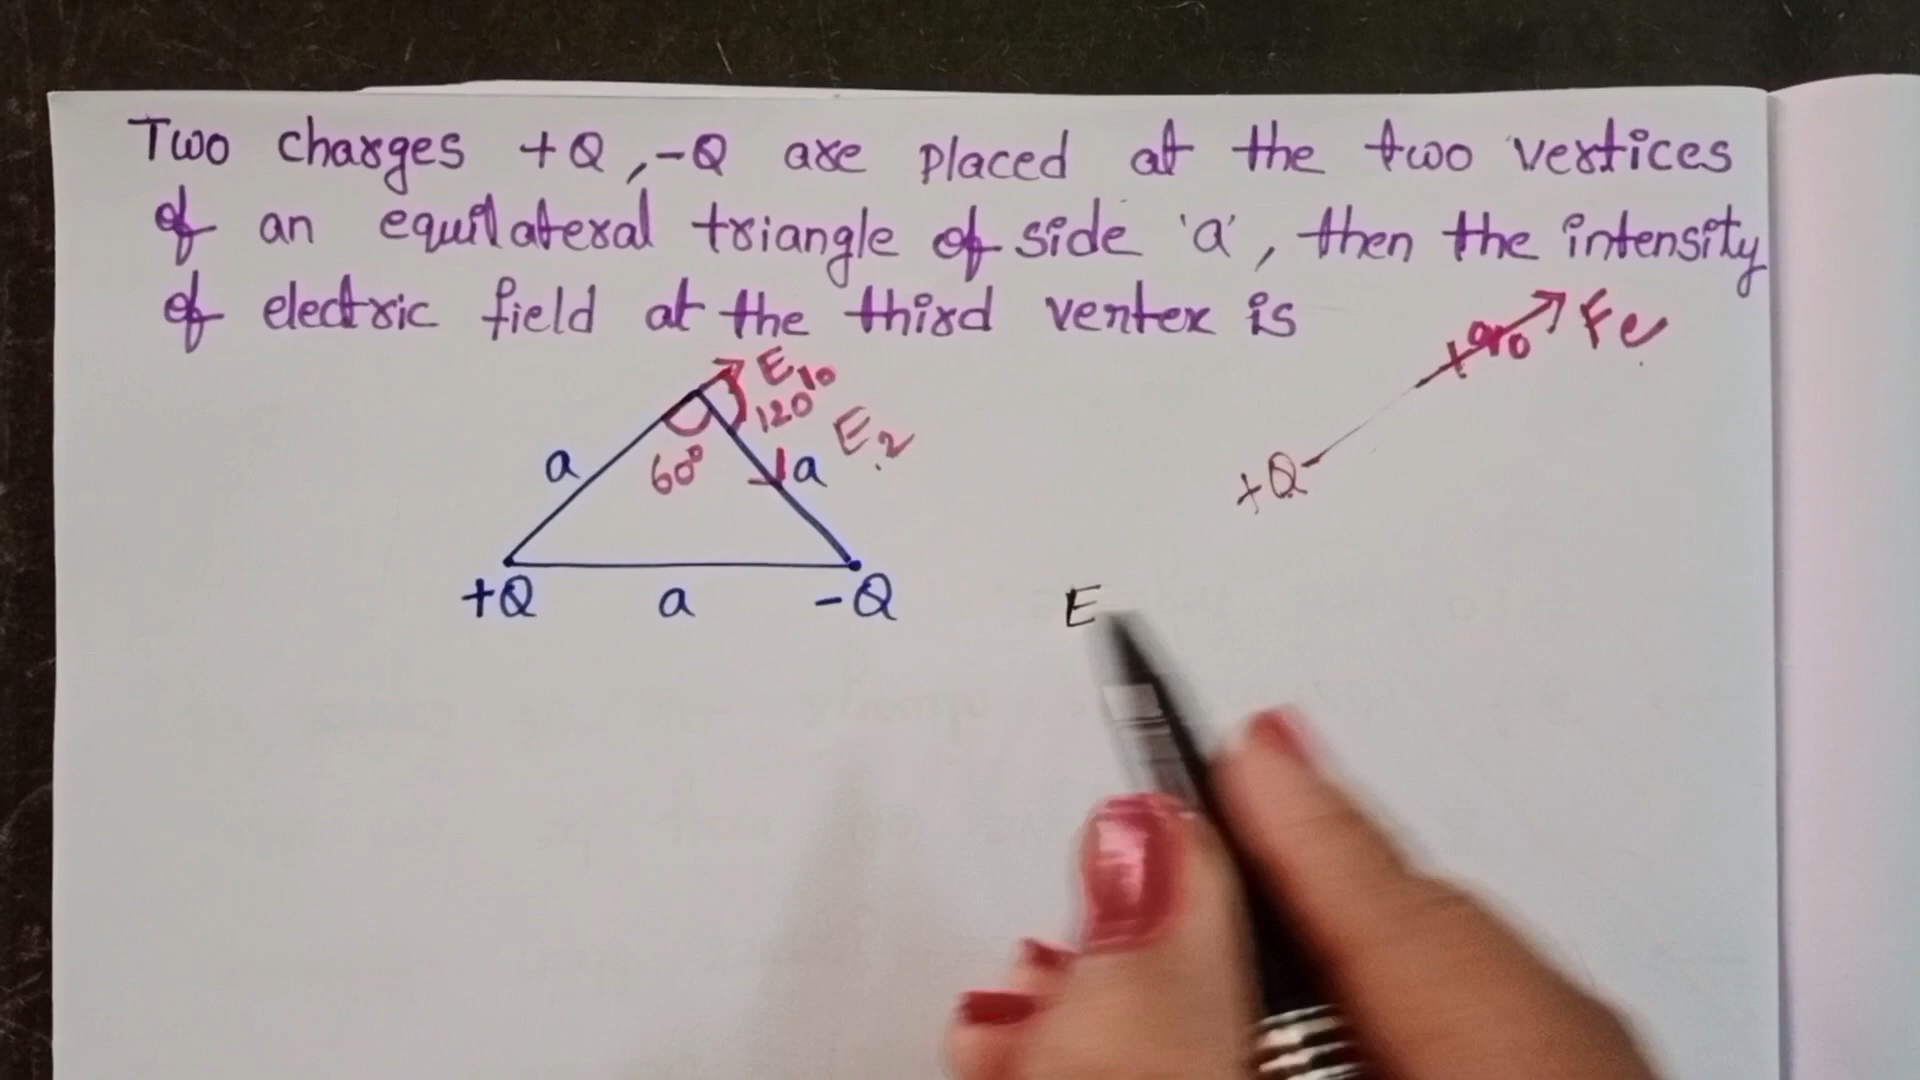 Two charges +Q, -Q are placed at the two vertices
of an equilateral triangle of side 'a', then the intensity
of electric field at the third vertex is
E₁
120°
E₂
60°
a
a
+Q
a
-Q
+q₀
Fe
+Q
E